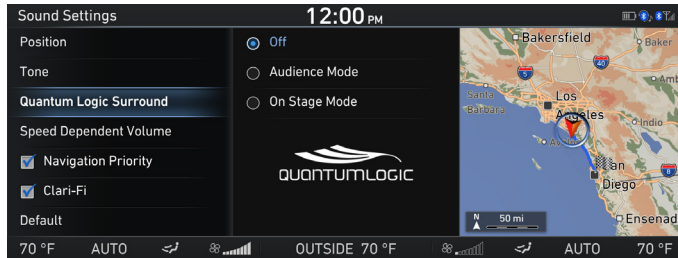 Sound Settings
12:00 PM
Position
Tone
Quantum Logic Surround
Speed Dependent Volume
Navigation Priority
Clari-Fi
Default
Off
Audience Mode
On Stage Mode
QUANTUMLOGIC
Bakersfield
Baker
40
5
Santa
Barbara
Los
Angeles
Indio
San
Diego
8
Ensenad
N
50 mi
70 °F
AUTO
OUTSIDE 70 °F
AUTO
70 °F